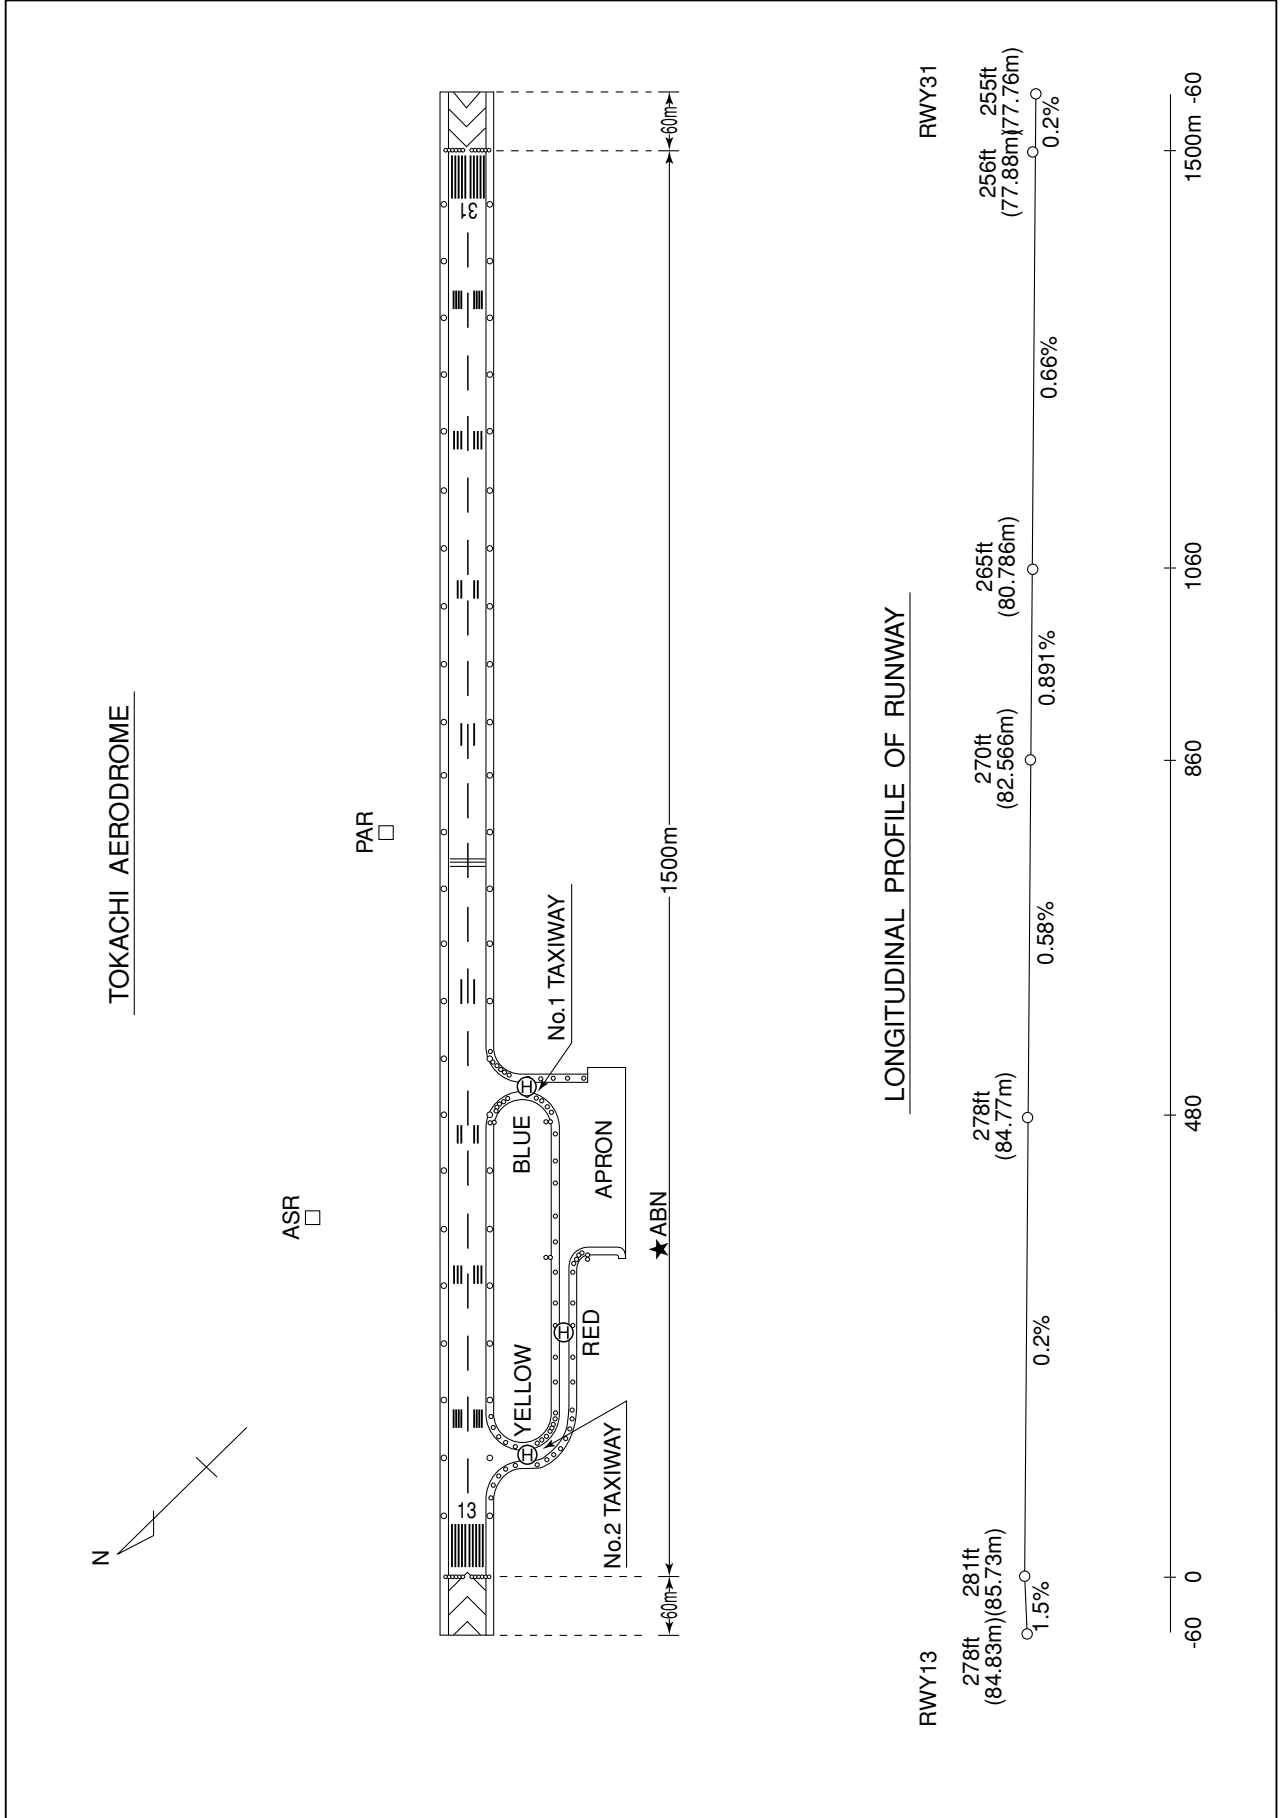 TOKACHI AERODROME
N
ASR
PAR
13
31
YELLOW
BLUE
RED
APRON
No.2 TAXIWAY
No.1 TAXIWAY
ABN
60m
1500m
60m
LONGITUDINAL PROFILE OF RUNWAY
RWY13
RWY31
278ft
(84.83m)
281ft
(85.73m)
278ft
(84.77m)
270ft
(82.566m)
265ft
(80.786m)
256ft
(77.88m)
255ft
(77.76m)
1.5%
0.2%
0.58%
0.891%
0.66%
0.2%
-60
0
480
860
1060
1500m
-60